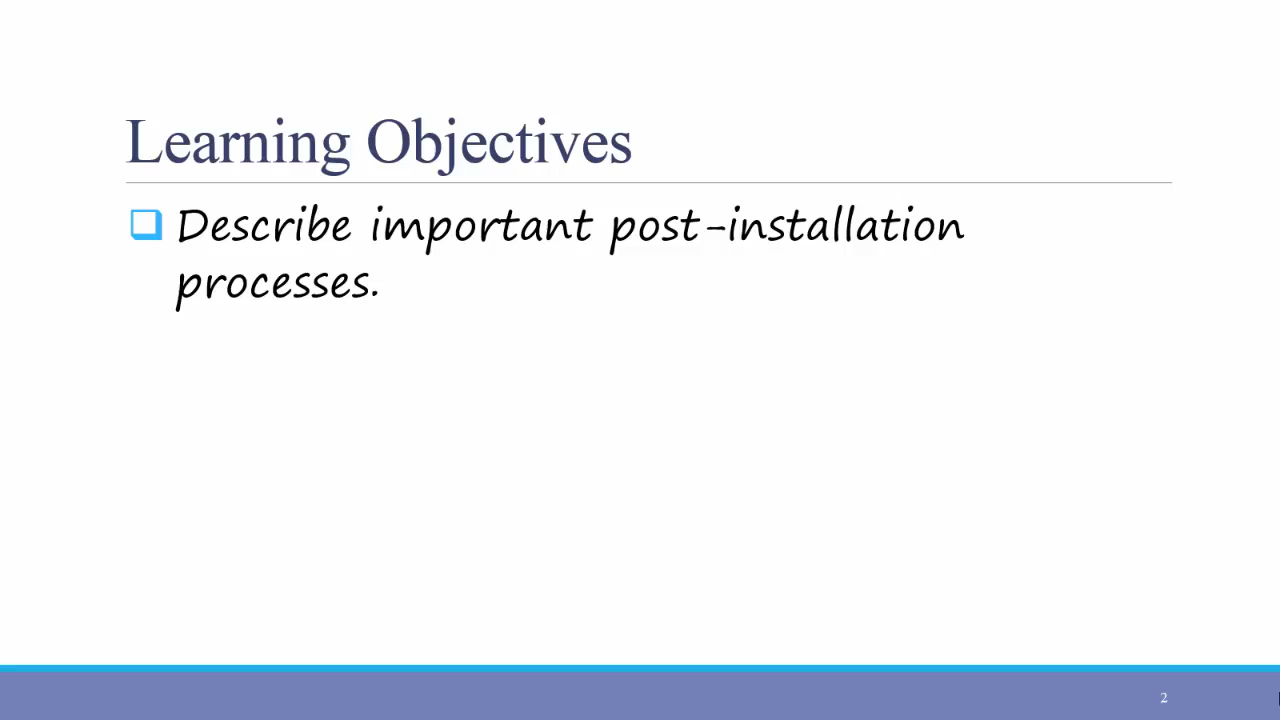 Learning Objectives
Describe important post-installation
processes.
2